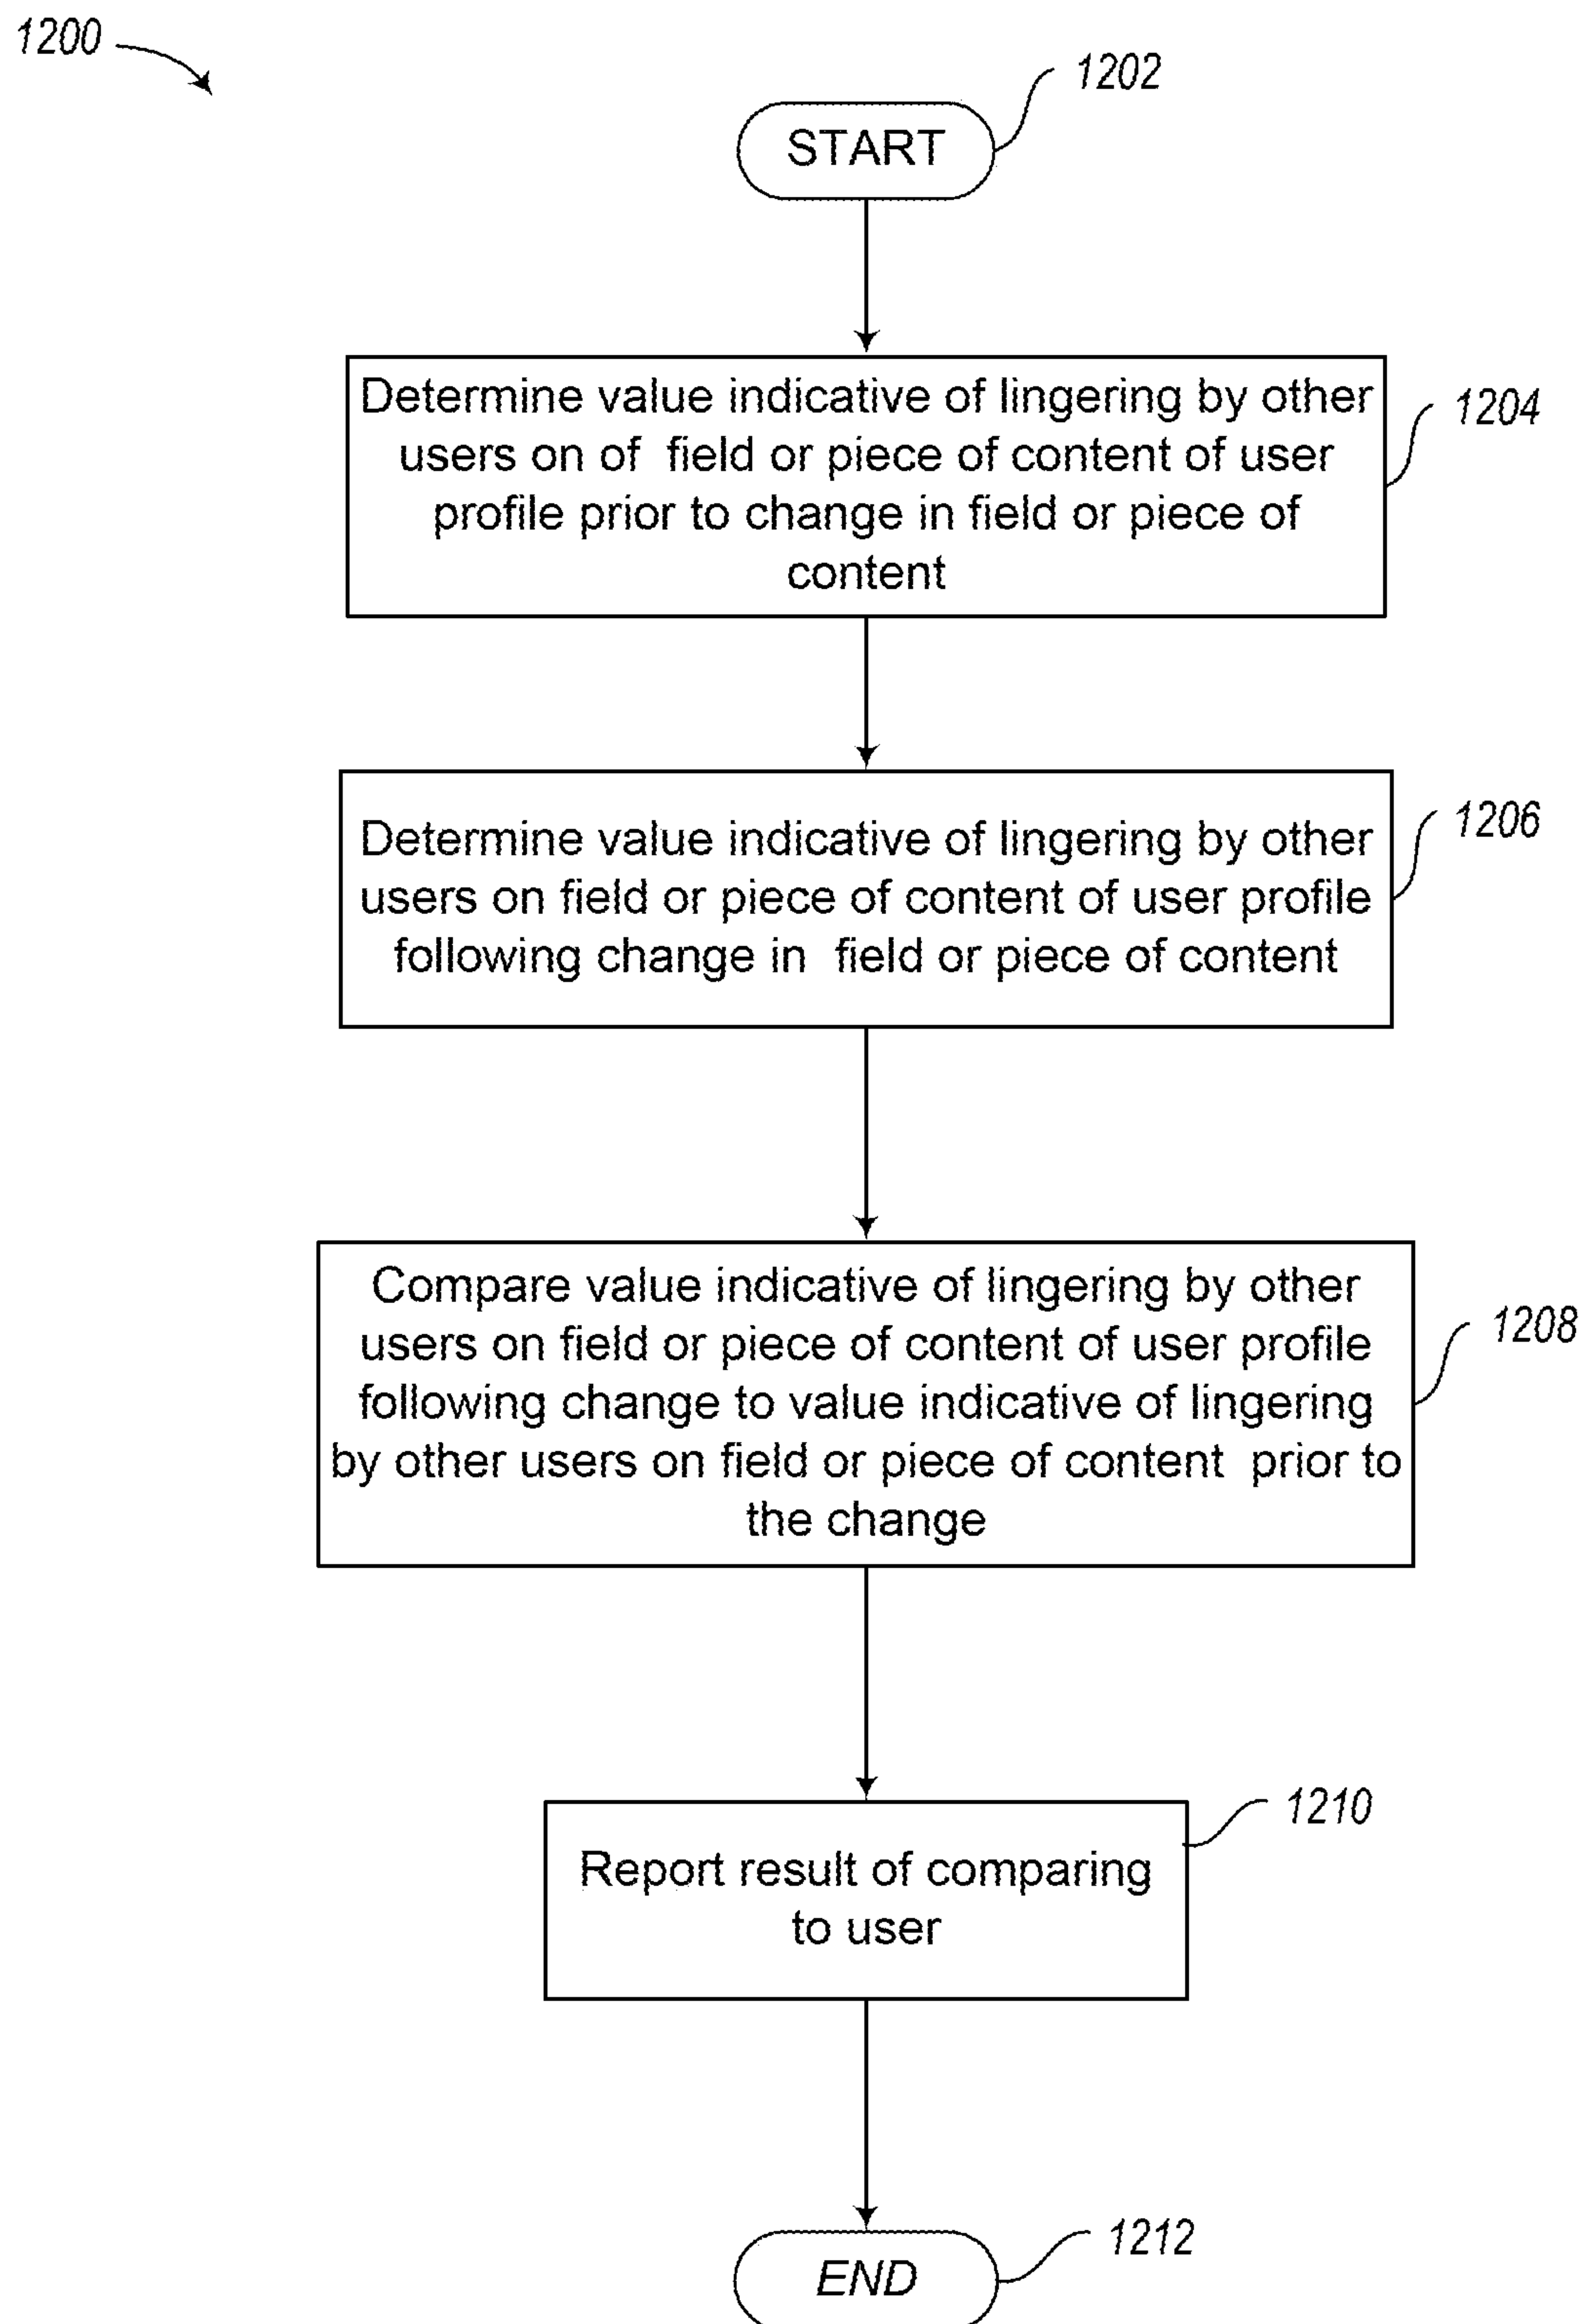 1200
1202
START
Determine value indicative of lingering by other
users on of field or piece of content of user
profile prior to change in field or piece of
content
1204
Determine value indicative of lingering by other
users on field or piece of content of user profile
following change in field or piece of content
1206
Compare value indicative of lingering by other
users on field or piece of content of user profile
following change to value indicative of lingering
by other users on field or piece of content prior to
the change
1208
Report result of comparing
to user
1210
END
1212